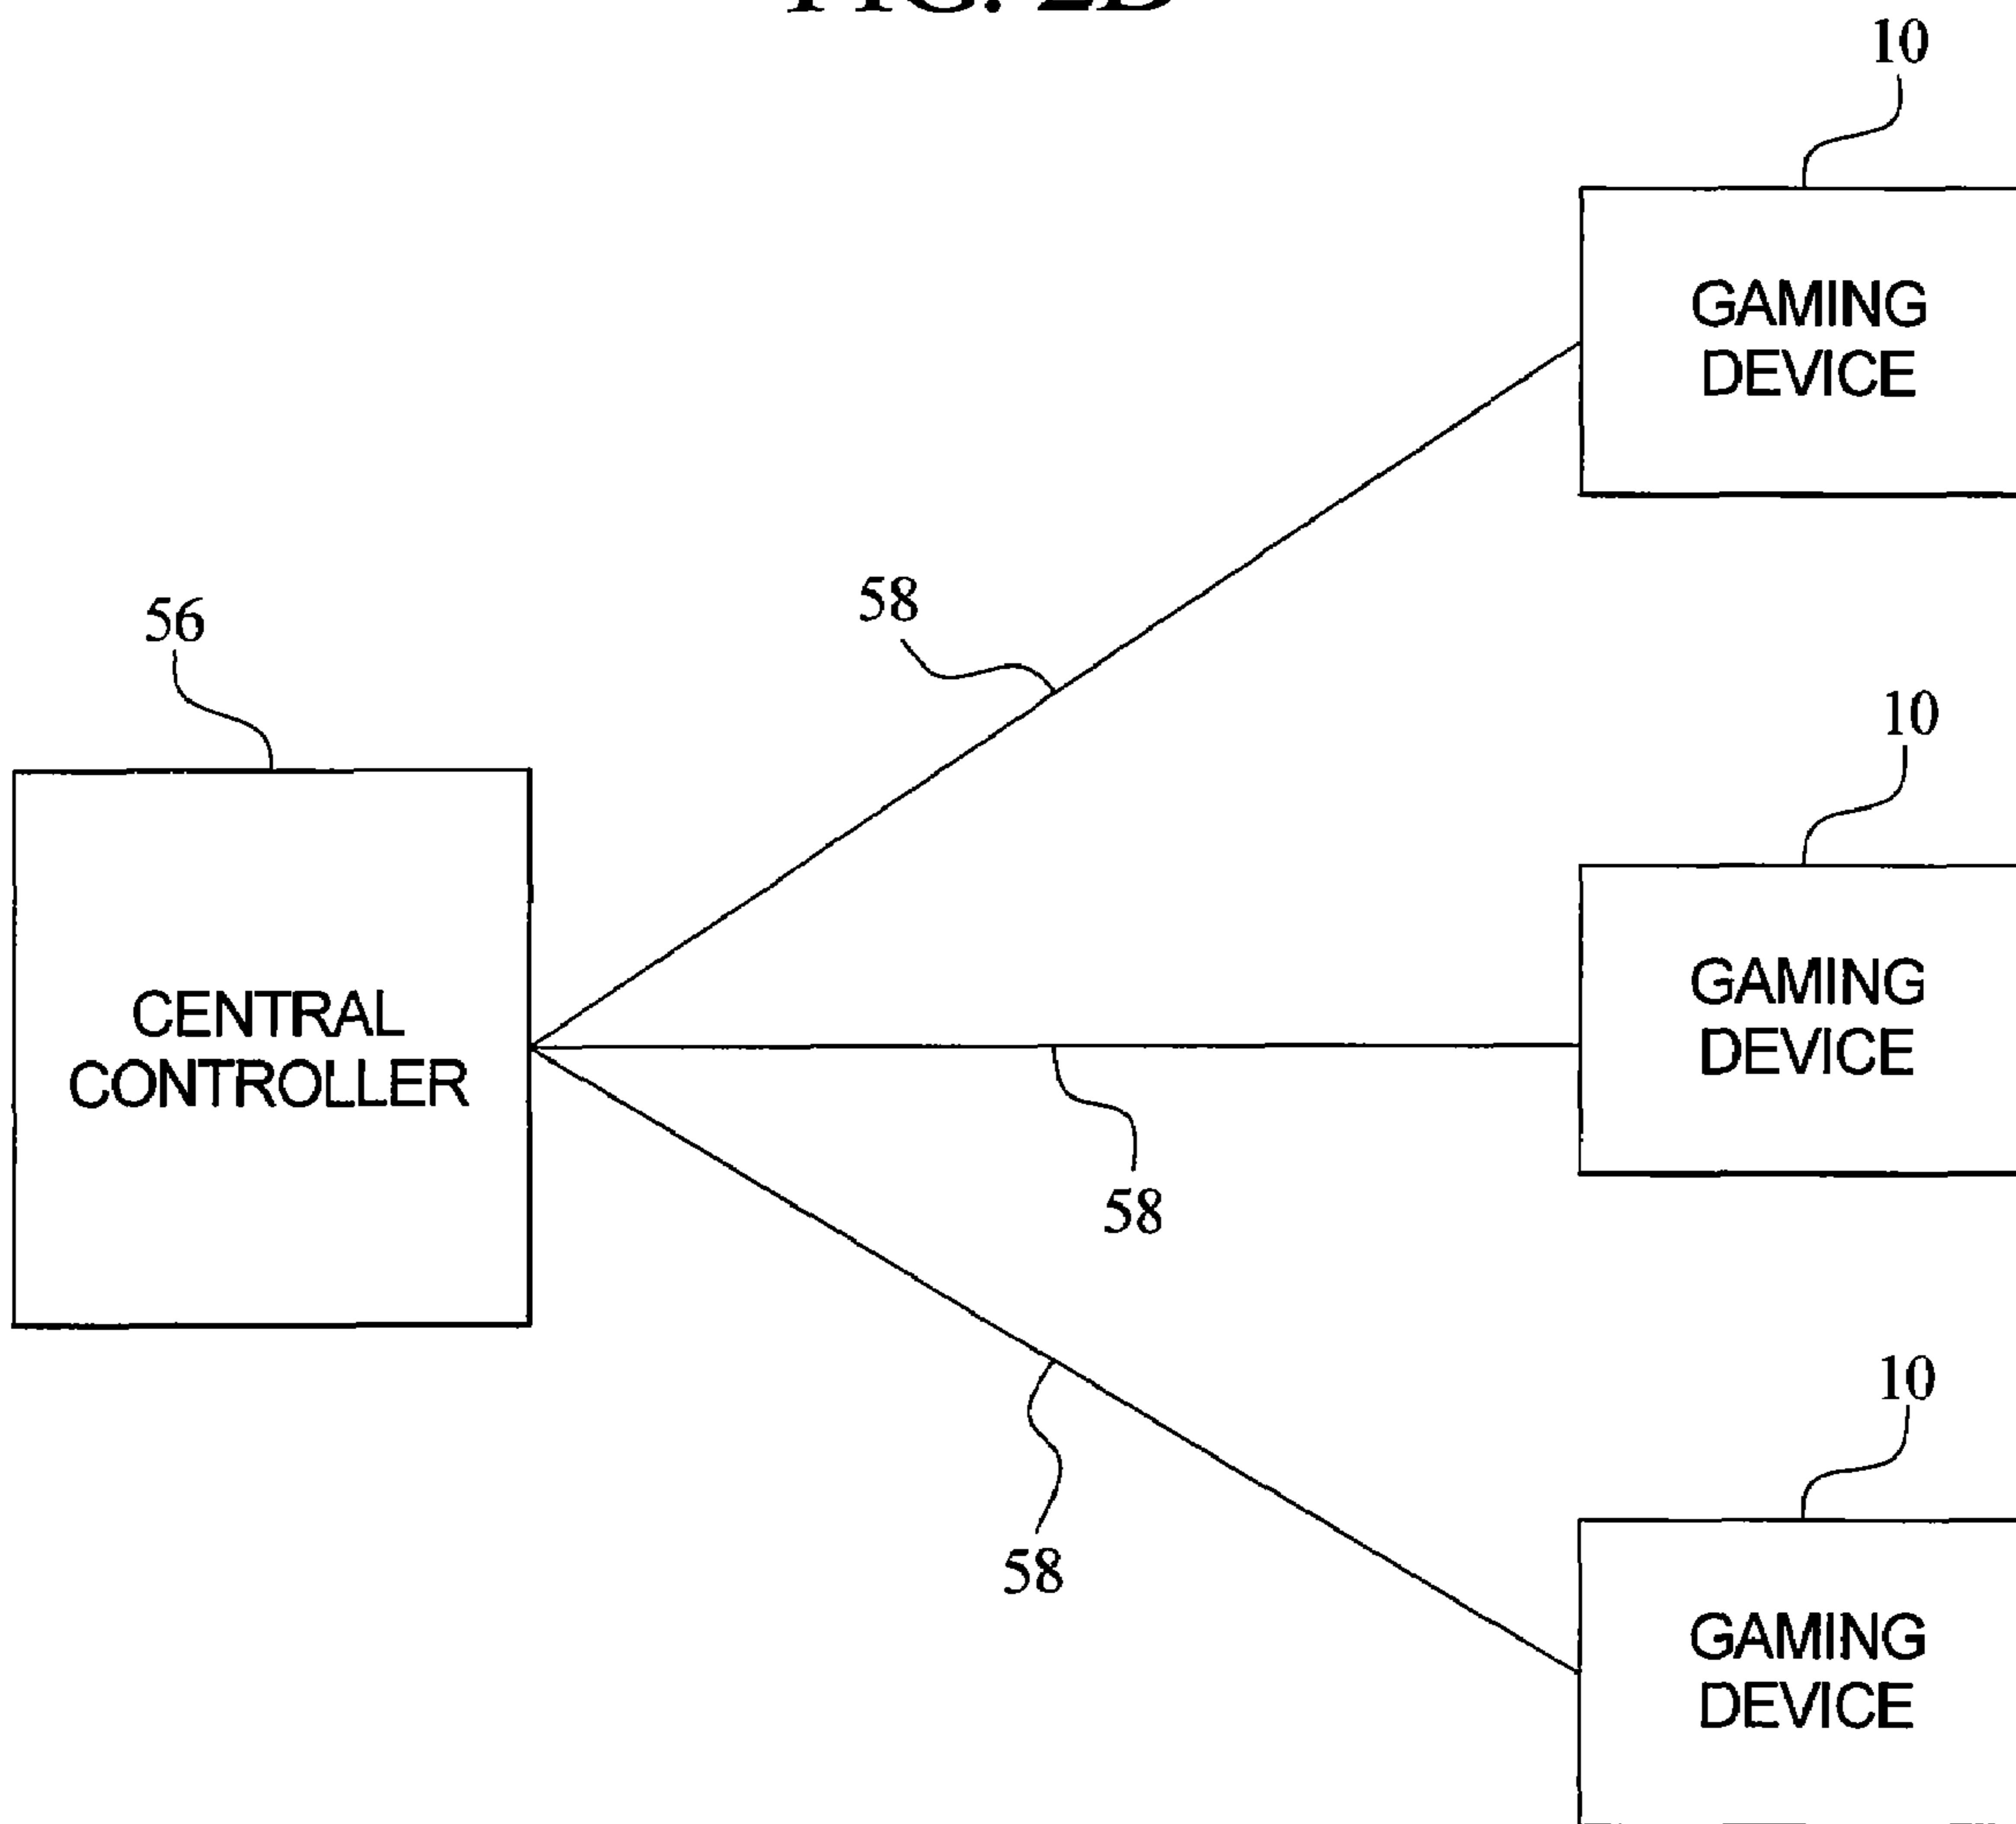 10
GAMING
DEVICE
58
56
10
CENTRAL
CONTROLLER
GAMING
DEVICE
58
10
58
GAMING
DEVICE